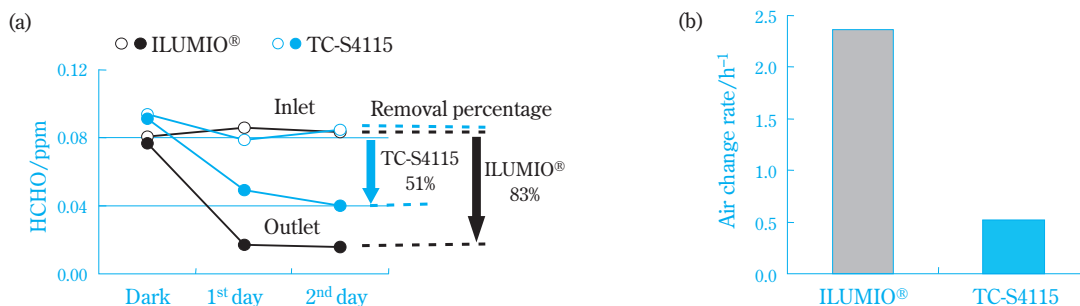 (a)
ILUMIO® TC-S4115
HCHO/ppm
0.12
0.08
0.04
0.00
Inlet
Removal percentage
TC-S4115
51%
ILUMIO®
83%
Outlet
Dark 1st day 2nd day
(b)
Air change rate/h–1
2.5
2.0
1.5
1.0
0.5
0.0
ILUMIO® TC-S4115